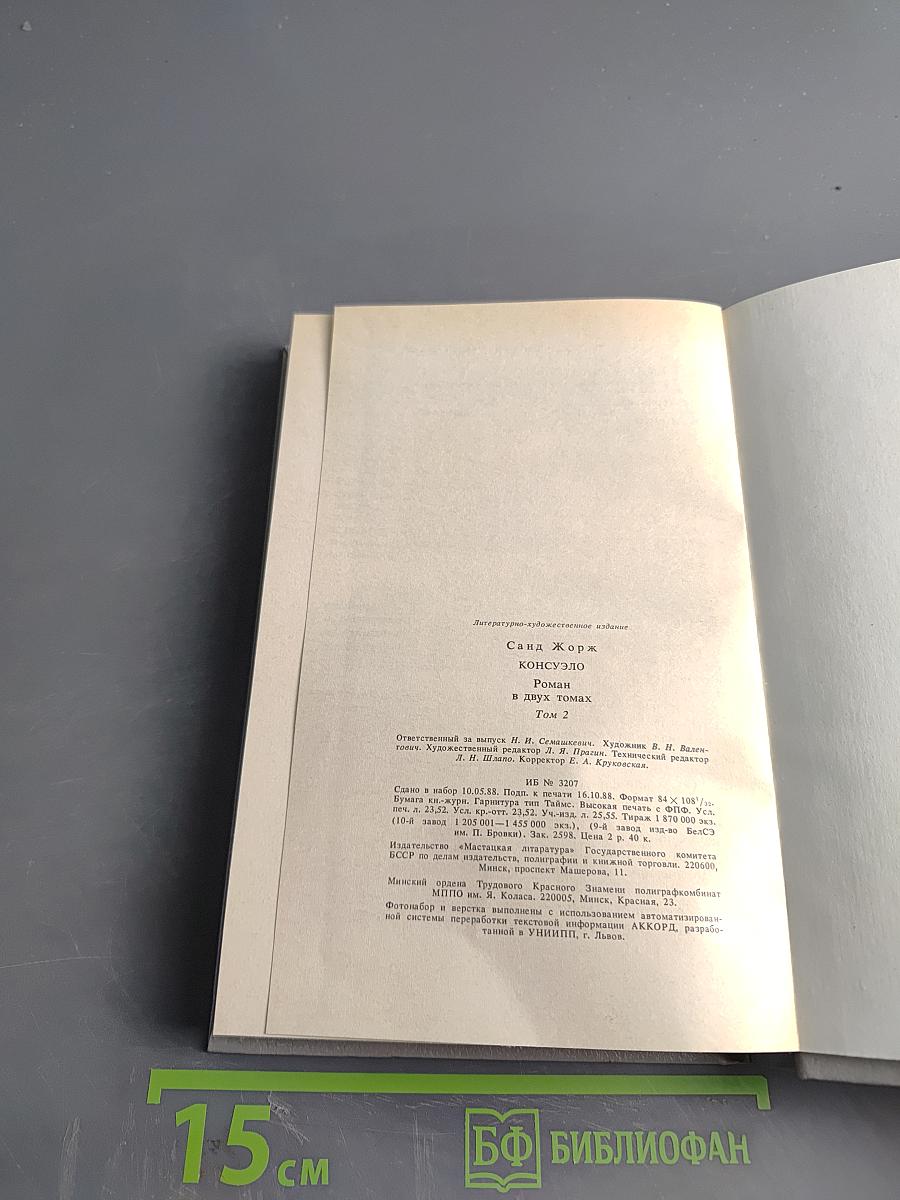 Литературно-художественное издание
Санд Жорж
КОНСУЭЛО
Роман
в двух томах
Том 2
Ответственный за выпуск Н. И. Семашкевич. Художник В. Н. Вален-
тович. Художественный редактор Л. Я. Прагин. Технический редактор
Л. Н. Шлапо. Корректор Е. А. Круковская.
ИБ № 3207
Сдано в набор 10.05.88. Подп. к печати 16.10.88. Формат 84 × 108 1/32.
Бумага кн.-журн. Гарнитура тип Таймс. Высокая печать с ФПФ. Усл.
печ. л. 23,52. Усл. кр.-отт. 23,52. Уч.-изд. л. 25,55. Тираж 1 870 000 экз.
(10-й завод 1 205 001—1 455 000 экз.), (9-й завод изд-во БелСЭ
им. П. Бровки). Зак. 2598. Цена 2 р. 40 к.
Издательство «Мастацкая літаратура» Государственного комитета
БССР по делам издательств, полиграфии и книжной торговли. 220600,
Минск, проспект Машерова, 11.
Минский ордена Трудового Красного Знамени полиграфкомбинат
МППО им. Я. Коласа. 220005, Минск, Красная, 23.
Фотонабор и верстка выполнены с использованием автоматизирован-
ной системы переработки текстовой информации АККОРД, разрабо-
танной в УНИИПП, г. Львов.
15 см БФ БИБЛИОФАН